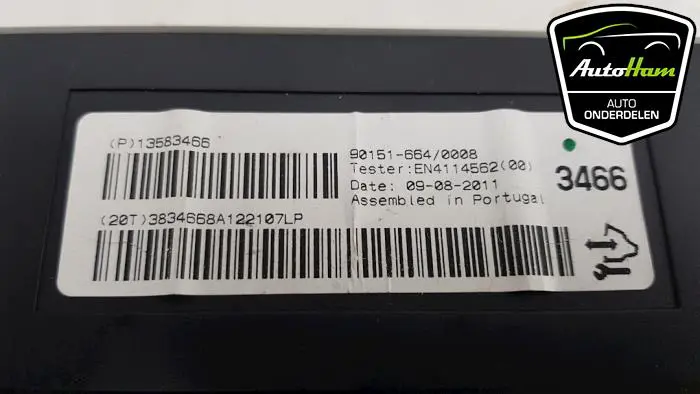 (P)13583466
90151-664/0008
Tester:EN4114562(00)
Date: 09-08-2011
Assembled in Portugal
3466
(20T)3834668A122107LP
AutoHam
AUTO
ONDERDELEN